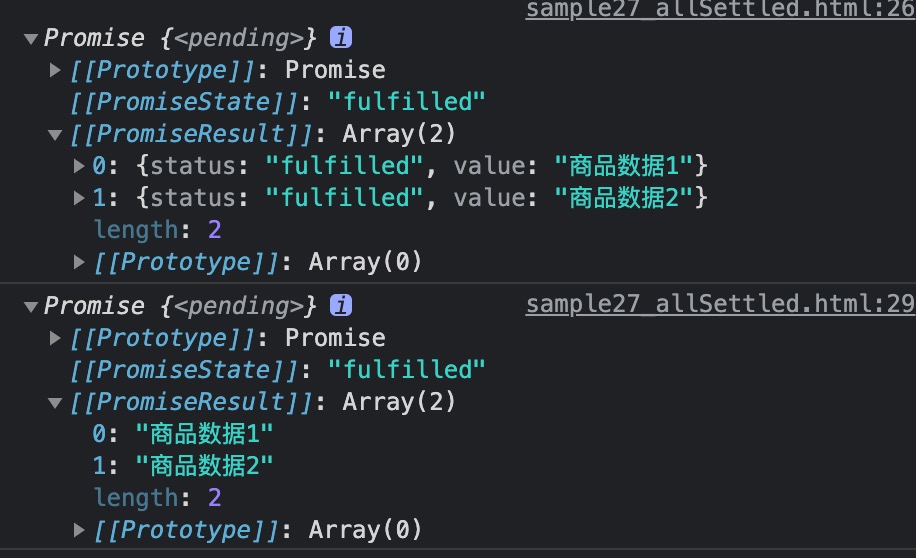 sample27_allSettled.html:26
Promise {<pending>} i
[[Prototype]]: Promise
[[PromiseState]]: "fulfilled"
[[PromiseResult]]: Array(2)
0: {status: "fulfilled", value: "商品数据1"}
1: {status: "fulfilled", value: "商品数据2"}
length: 2
[[Prototype]]: Array(0)
Promise {<pending>} i sample27_allSettled.html:29
[[Prototype]]: Promise
[[PromiseState]]: "fulfilled"
[[PromiseResult]]: Array(2)
0: "商品数据1"
1: "商品数据2"
length: 2
[[Prototype]]: Array(0)